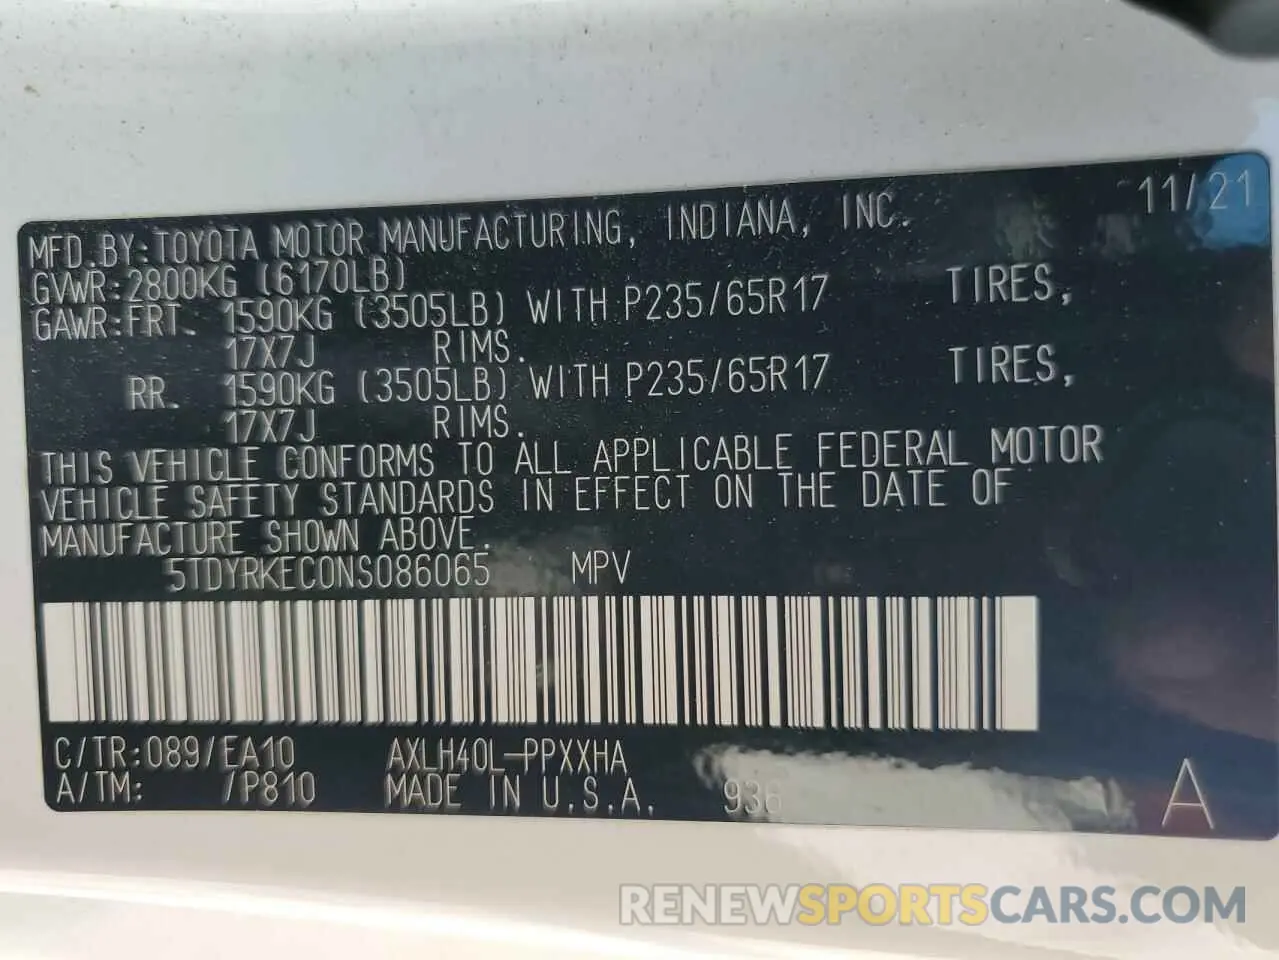 11/21
MFD.BY:TOYOTA MOTOR MANUFACTURING, INDIANA, INC.
GVWR:2800KG (6170LB)
GAWR:FRT. 1590KG (3505LB) WITH P235/65R17 TIRES,
17X7J RIMS.
RR. 1590KG (3505LB) WITH P235/65R17 TIRES,
17X7J RIMS.
THIS VEHICLE CONFORMS TO ALL APPLICABLE FEDERAL MOTOR
VEHICLE SAFETY STANDARDS IN EFFECT ON THE DATE OF
MANUFACTURE SHOWN ABOVE.
5TDYRKEC0NS086065 MPV
C/TR:089/EA10 AXLH40L-PPXXHA
A/TM: /P810 MADE IN U.S.A. A
RENEWSPORTSCARS.COM